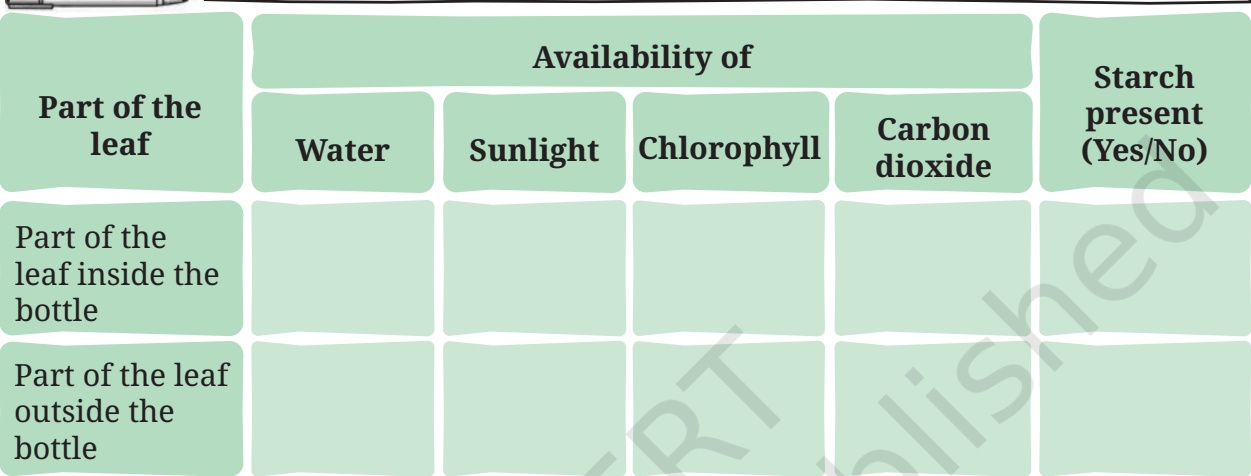 Availability of
Part of the
leaf
Water
Sunlight
Chlorophyll
Carbon
dioxide
Starch
present
(Yes/No)
Part of the
leaf inside the
bottle
Part of the leaf
outside the
bottle